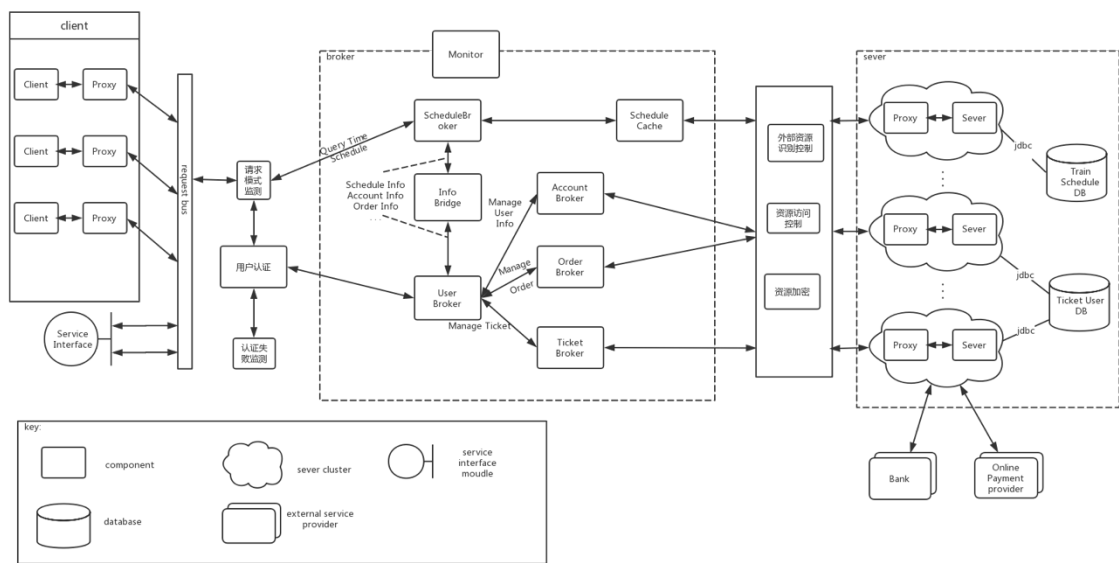 client
Client
Proxy
Client
Proxy
Client
Proxy
Service
Interface
request bus
请求
模式
监测
用户认证
认证失
败监测
broker
Monitor
ScheduleBr
oker
Schedule
Cache
Query Time
Schedule
Schedule Info
Account Info
Order Info
. . .
Info
Bridge
Manage
User
Info
Account
Broker
Manage
Order
Order
Broker
User
Broker
Manage Ticket
Ticket
Broker
外部资源
识别控制
资源访问
控制
资源加密
sever
Proxy
Sever
jdbc
Train
Schedule
DB
Proxy
Sever
jdbc
Ticket User
DB
jdbc
Proxy
Sever
Bank
Online
Payment
provider
key:
component
sever cluster
service
interface
moudle
database
external service
provider